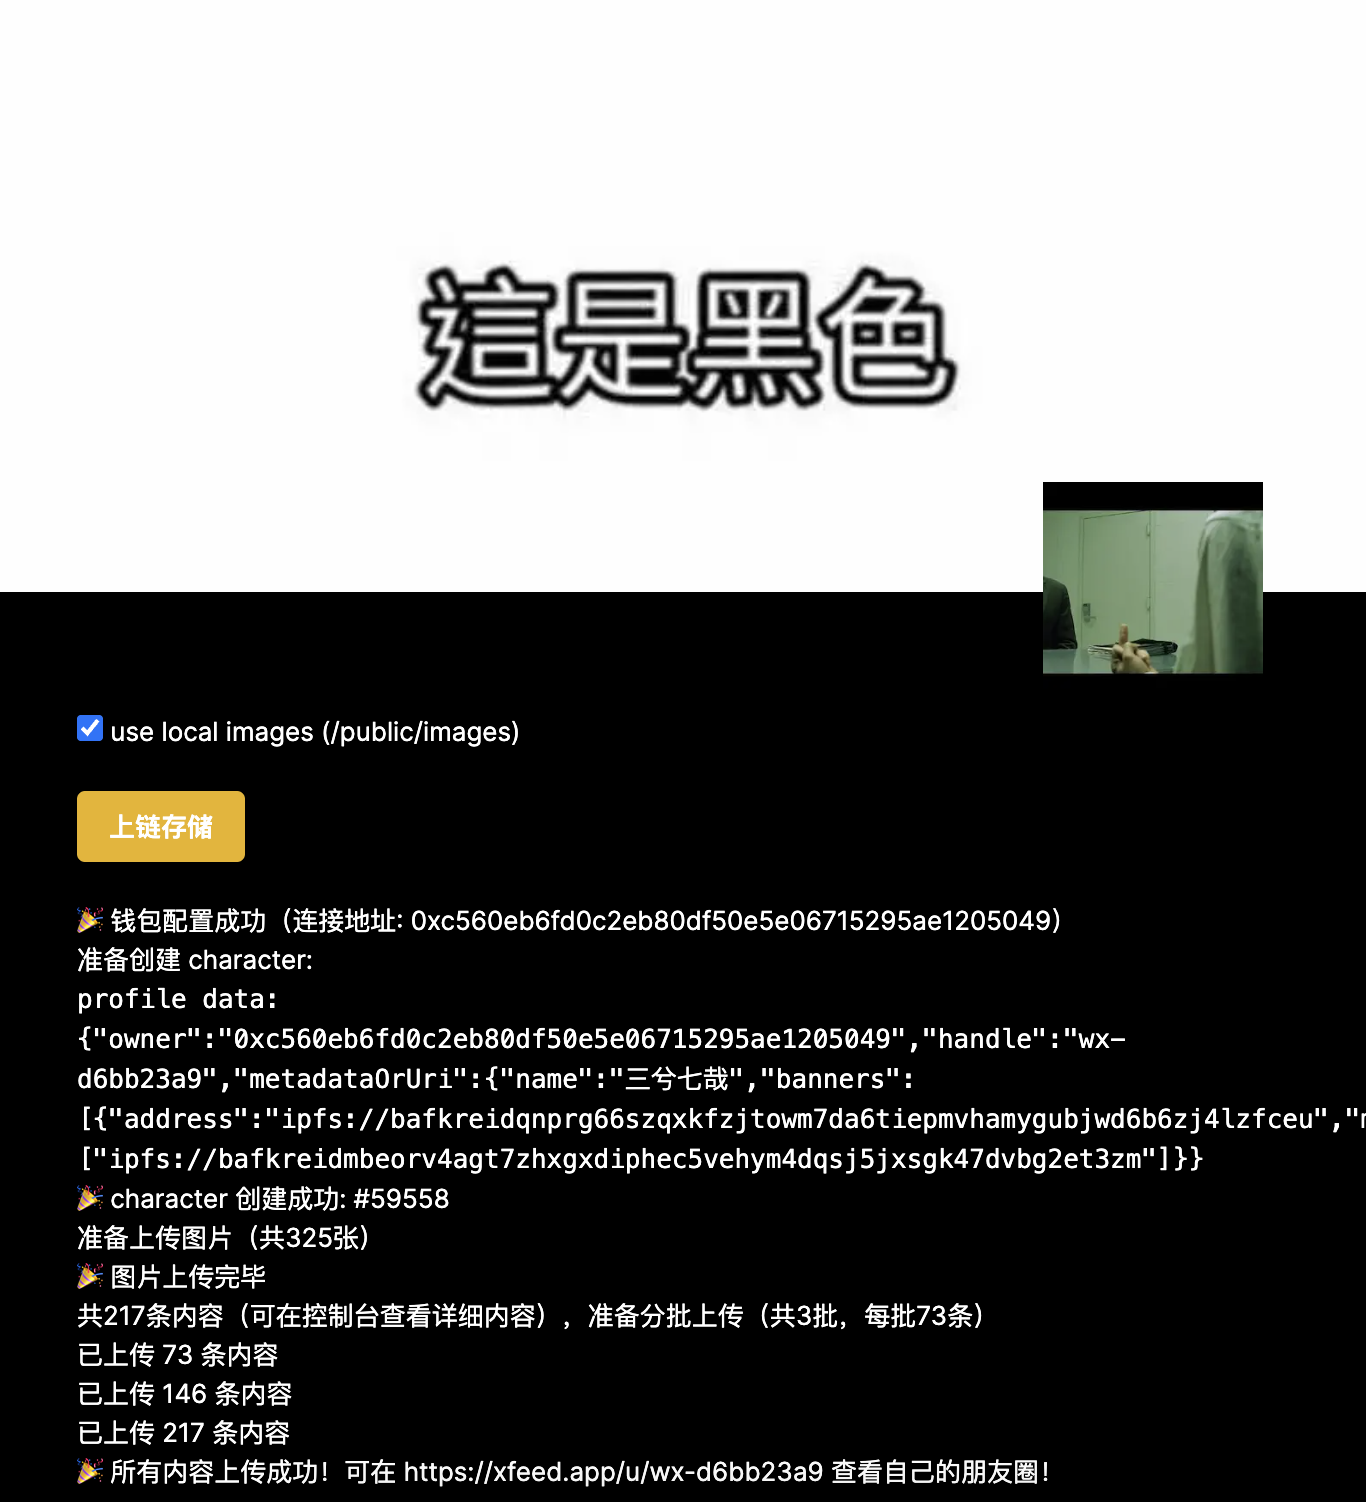 這是黑色
use local images (/public/images)
上链存储
🎉 钱包配置成功（连接地址: 0xc560eb6fd0c2eb80df50e5e06715295ae1205049）
准备创建 character:
profile data:
{"owner":"0xc560eb6fd0c2eb80df50e5e06715295ae1205049","handle":"wx-
d6bb23a9","metadataOrUri":{"name":"三兮七哉","banners":
[{"address":"ipfs://bafkreidqnprg66szqxkfzjtowm7da6tiepmvhamygubjwd6b6zj4lzfceu","
["ipfs://bafkreidmbeorv4agt7zhxgxdiphec5vehym4dqsj5jxsgk47dvbg2et3zm"]}}
🎉 character 创建成功: #59558
准备上传图片（共325张）
🎉 图片上传完毕
共217条内容（可在控制台查看详细内容），准备分批上传（共3批，每批73条）
已上传 73 条内容
已上传 146 条内容
已上传 217 条内容
🎉 所有内容上传成功！可在 https://xfeed.app/u/wx-d6bb23a9 查看自己的朋友圈！